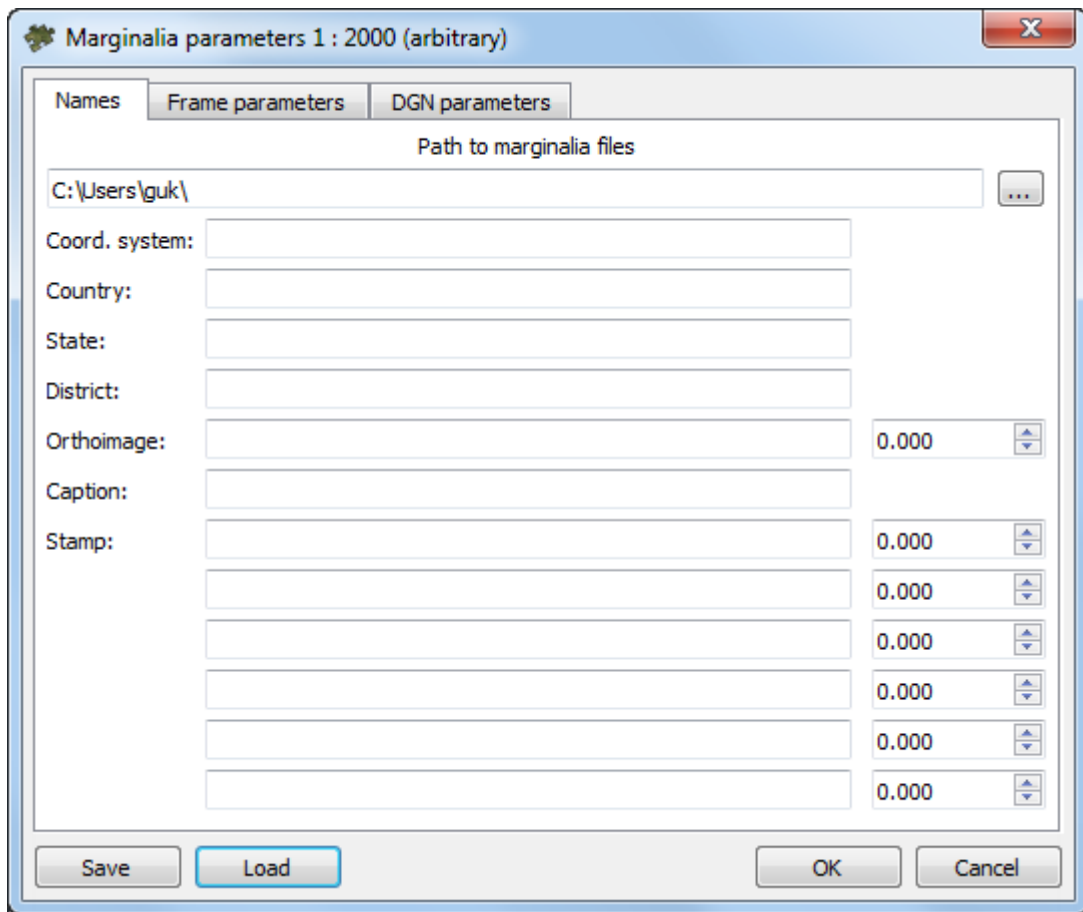 Marginalia parameters 1 : 2000 (arbitrary)
Names Frame parameters DGN parameters
Path to marginalia files
C:\Users\guk\ ...
Coord. system:
Country:
State:
District:
Orthoimage: 0.000
Caption:
Stamp: 0.000
0.000
0.000
0.000
0.000
0.000
Save Load OK Cancel